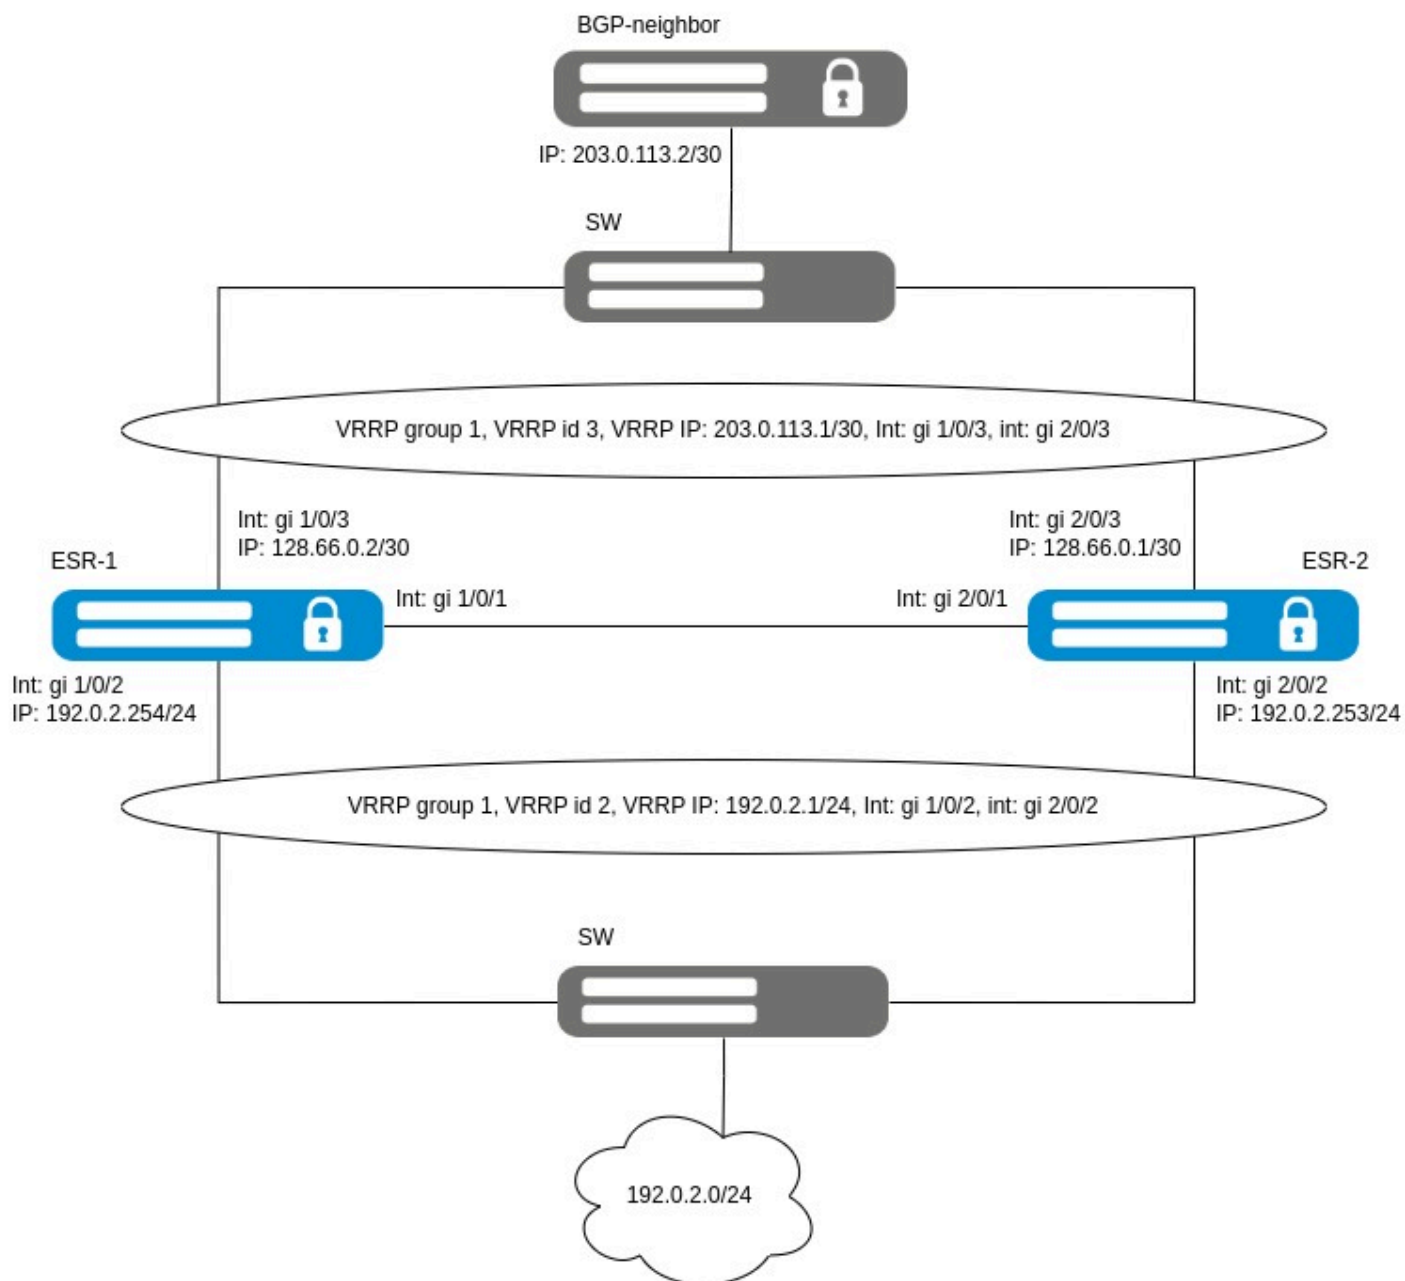 BGP-neighbor
IP: 203.0.113.2/30
SW
VRRP group 1, VRRP id 3, VRRP IP: 203.0.113.1/30, Int: gi 1/0/3, int: gi 2/0/3
Int: gi 1/0/3
IP: 128.66.0.2/30
Int: gi 2/0/3
IP: 128.66.0.1/30
ESR-1
ESR-2
Int: gi 1/0/1
Int: gi 2/0/1
Int: gi 1/0/2
IP: 192.0.2.254/24
Int: gi 2/0/2
IP: 192.0.2.253/24
VRRP group 1, VRRP id 2, VRRP IP: 192.0.2.1/24, Int: gi 1/0/2, int: gi 2/0/2
SW
192.0.2.0/24